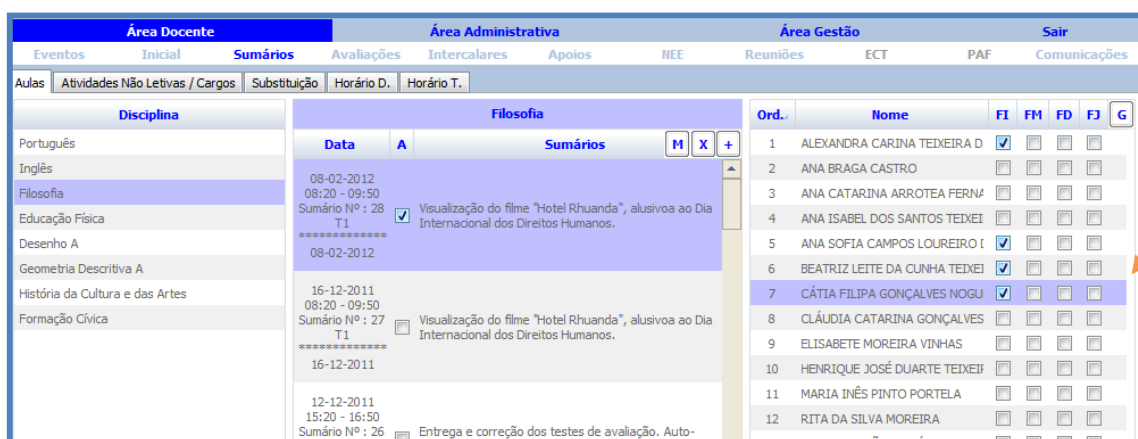 Área Docente Área Administrativa Área Gestão Sair
Eventos Inicial Sumários Avaliações Intercalares Apoios NEE Reuniões ECT PAF Comunicações
Aulas Atividades Não Letivas / Cargos Substituição Horário D. Horário T.
Disciplina
Português
Inglês
Filosofia
Educação Física
Desenho A
Geometria Descritiva A
História da Cultura e das Artes
Formação Cívica
Filosofia
Data A Sumários M X +
08-02-2012
08:20 - 09:50
Sumário Nº : 28
T1
*************
08-02-2012
Visualização do filme "Hotel Rhuanda", alusivoa ao Dia
Internacional dos Direitos Humanos.
16-12-2011
08:20 - 09:50
Sumário Nº : 27
T1
*************
16-12-2011
Visualização do filme "Hotel Rhuanda", alusivoa ao Dia
Internacional dos Direitos Humanos.
12-12-2011
15:20 - 16:50
Sumário Nº : 26
Entrega e correção dos testes de avaliação. Auto-
Ord. Nome FI FM FD FJ G
1 ALEXANDRA CARINA TEIXEIRA D
2 ANA BRAGA CASTRO
3 ANA CATARINA ARROTEA FERNA
4 ANA ISABEL DOS SANTOS TEIXEI
5 ANA SOFIA CAMPOS LOUREIRO
6 BEATRIZ LEITE DA CUNHA TEIXEI
7 CÁTIA FILIPA GONÇALVES NOGU
8 CLÁUDIA CATARINA GONÇALVES
9 ELISABETE MOREIRA VINHAS
10 HENRIQUE JOSÉ DUARTE TEIXEIR
11 MARIA INÊS PINTO PORTELA
12 RITA DA SILVA MOREIRA